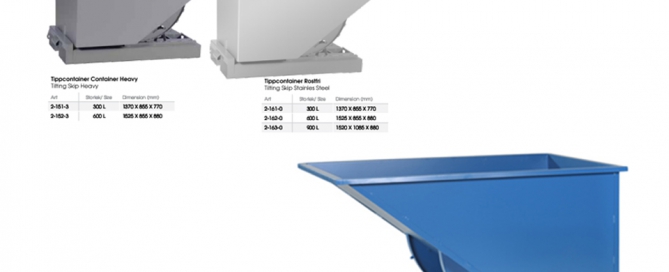 Tippcontainer Container Heavy
Tilting Skip Heavy
Art Storlek/ Size Dimension (mm)
2-151-3 300 L 1370 X 855 X 770
2-152-3 600 L 1525 X 855 X 880
Tippcontainer Rostfri
Tilting Skip Stainles Steel
Art Storlek/ Size Dimension (mm)
2-161-0 300 L 1370 X 855 X 770
2-162-0 600 L 1525 X 855 X 880
2-163-0 900 L 1520 X 1085 X 880